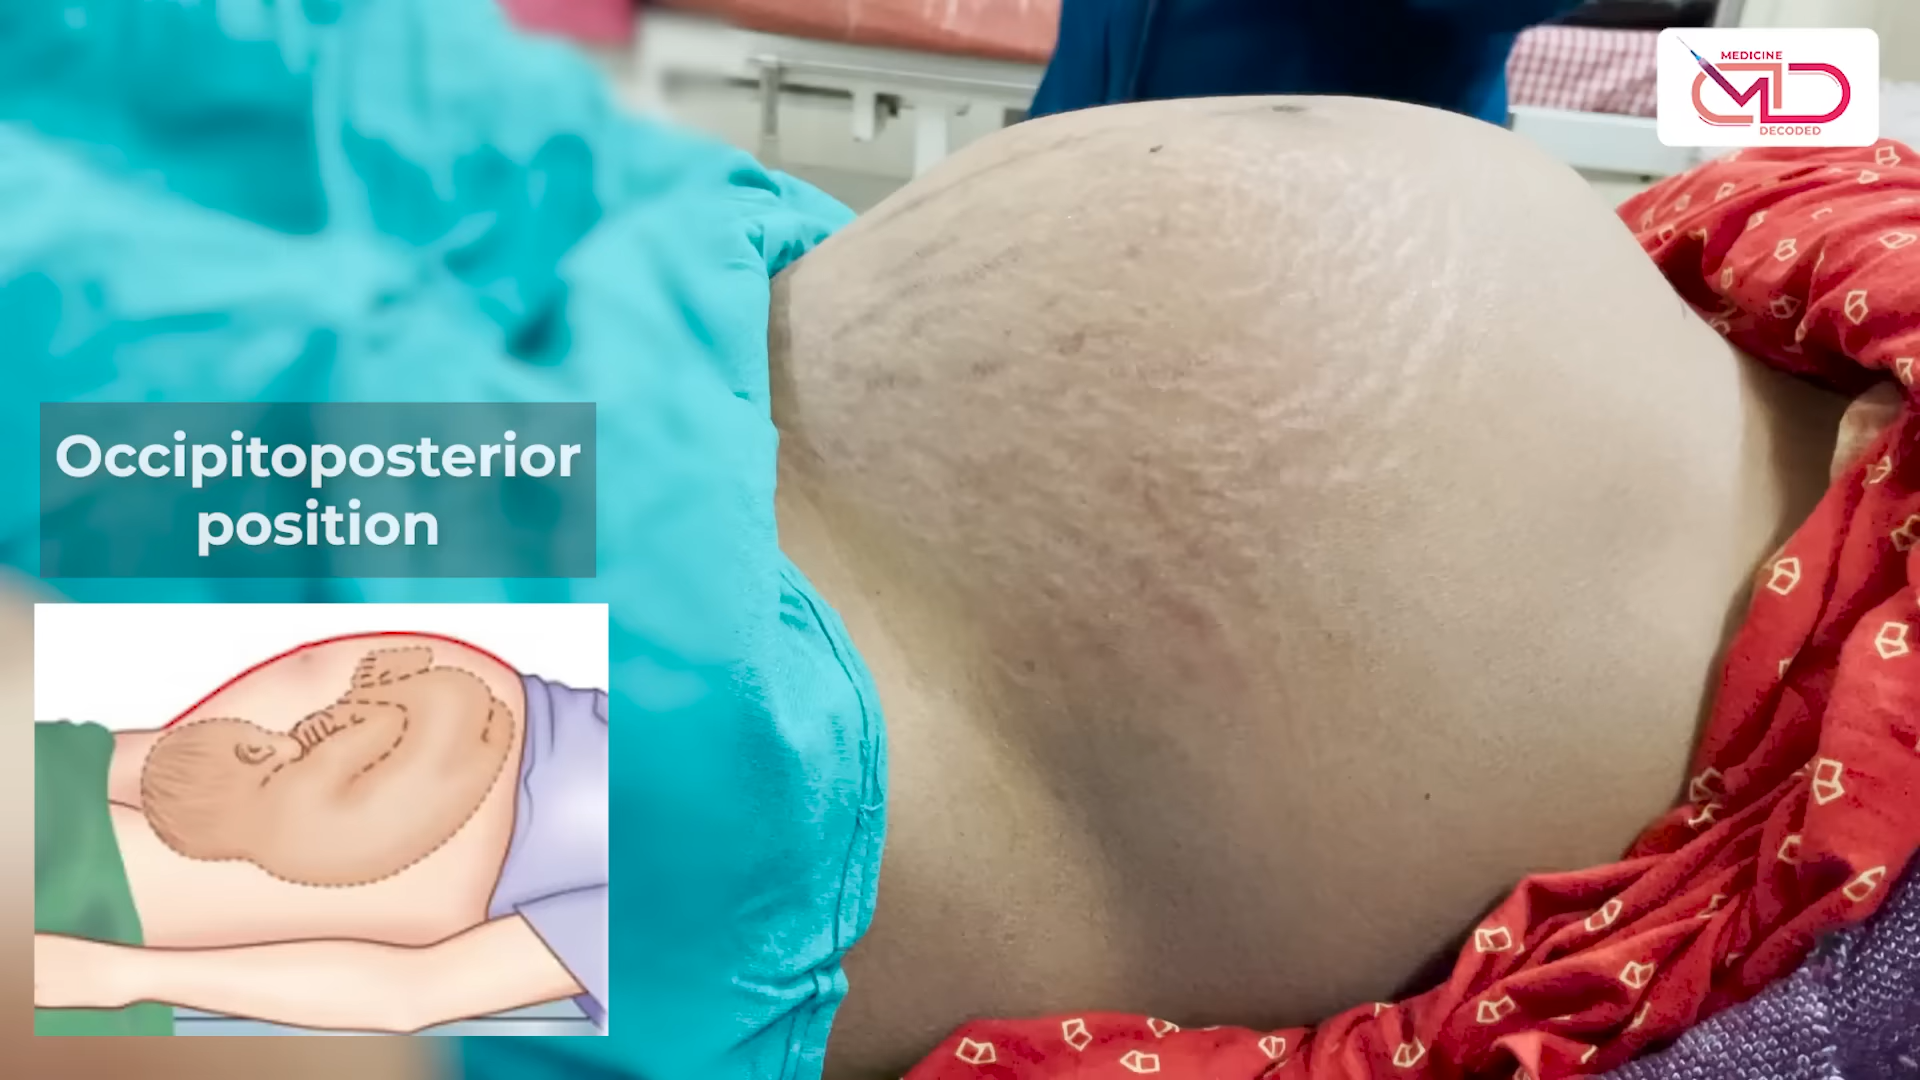 MEDICINE
MD
DECODED
Occipitoposterior
position